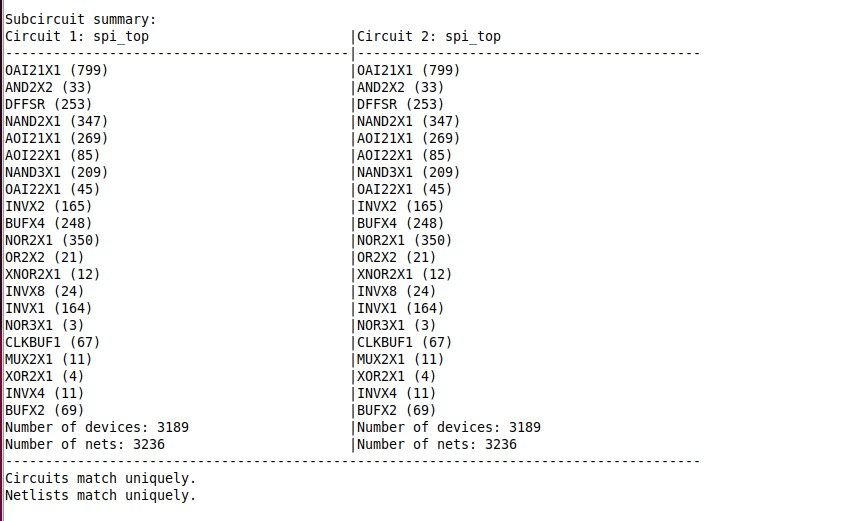 Subcircuit summary:
Circuit 1: spi_top                         |Circuit 2: spi_top
-------------------------------------------|-------------------------------------------
OAI21X1 (799)                              |OAI21X1 (799)
AND2X2 (33)                                |AND2X2 (33)
DFFSR (253)                                |DFFSR (253)
NAND2X1 (347)                              |NAND2X1 (347)
AOI21X1 (269)                              |AOI21X1 (269)
AOI22X1 (85)                               |AOI22X1 (85)
NAND3X1 (209)                              |NAND3X1 (209)
OAI22X1 (45)                               |OAI22X1 (45)
INVX2 (165)                                |INVX2 (165)
BUFX4 (248)                                |BUFX4 (248)
NOR2X1 (350)                               |NOR2X1 (350)
OR2X2 (21)                                 |OR2X2 (21)
XNOR2X1 (12)                               |XNOR2X1 (12)
INVX8 (24)                                 |INVX8 (24)
INVX1 (164)                                |INVX1 (164)
NOR3X1 (3)                                 |NOR3X1 (3)
CLKBUF1 (67)                               |CLKBUF1 (67)
MUX2X1 (11)                                |MUX2X1 (11)
XOR2X1 (4)                                 |XOR2X1 (4)
INVX4 (11)                                 |INVX4 (11)
BUFX2 (69)                                 |BUFX2 (69)
Number of devices: 3189                    |Number of devices: 3189
Number of nets: 3236                       |Number of nets: 3236
---------------------------------------------------------------------------------------
Circuits match uniquely.
Netlists match uniquely.